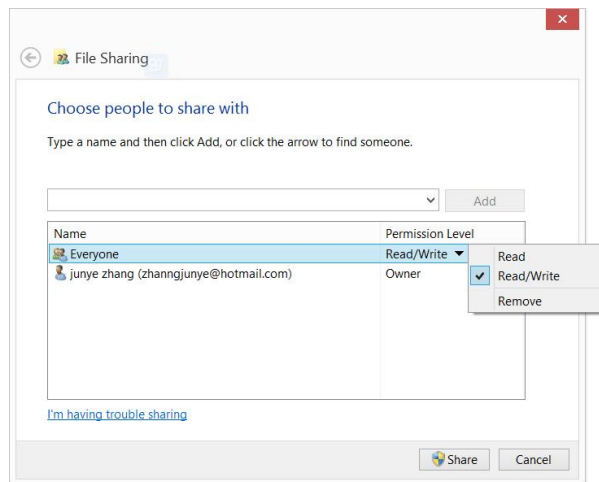 File Sharing
Choose people to share with
Type a name and then click Add, or click the arrow to find someone.
Add
Name Permission Level
Everyone Read/Write
junye zhang (zhanngjunye@hotmail.com) Owner
Read
Read/Write
Remove
I'm having trouble sharing
Share Cancel